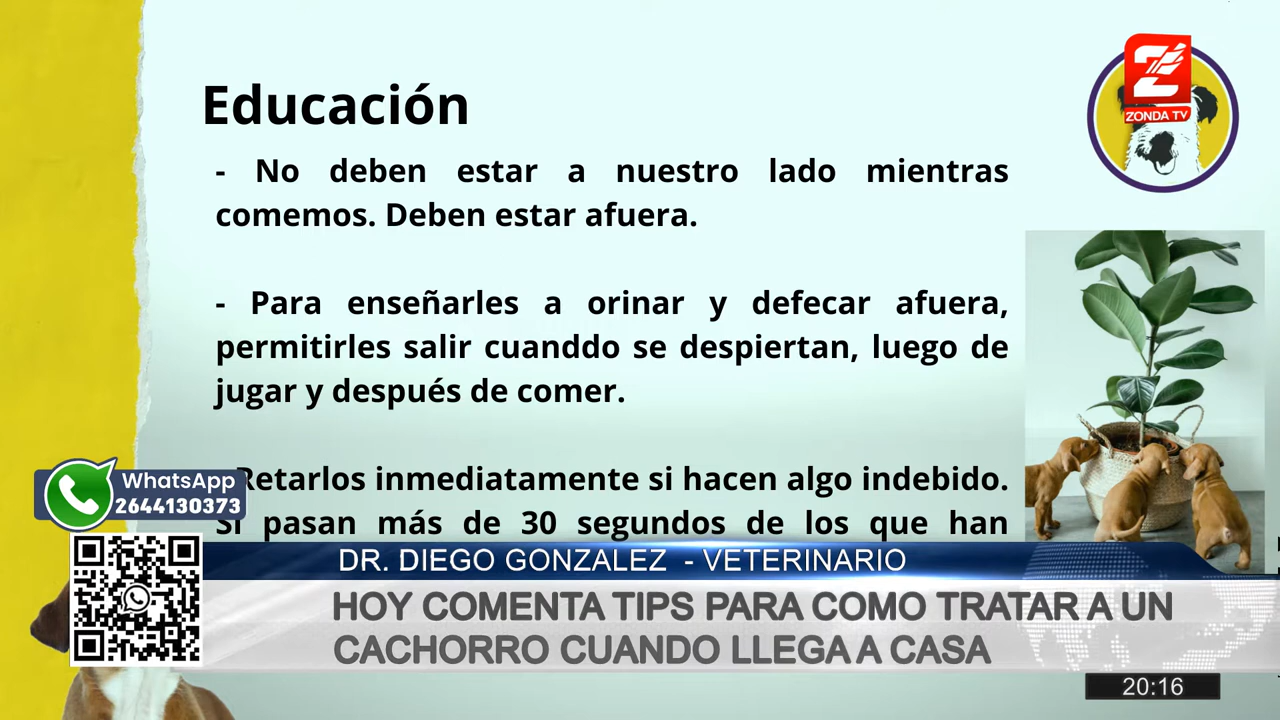 Educación
- No deben estar a nuestro lado mientras
comemos. Deben estar afuera.
- Para enseñarles a orinar y defecar afuera,
permitirles salir cuanddo se despiertan, luego de
jugar y después de comer.
Retarlos inmediatamente si hacen algo indebido.
Si pasan más de 30 segundos de los que han
Z
ZONDA TV
WhatsApp
2644130373
DR. DIEGO GONZALEZ - VETERINARIO
HOY COMENTA TIPS PARA COMO TRATAR A UN
CACHORRO CUANDO LLEGA A CASA
20:16